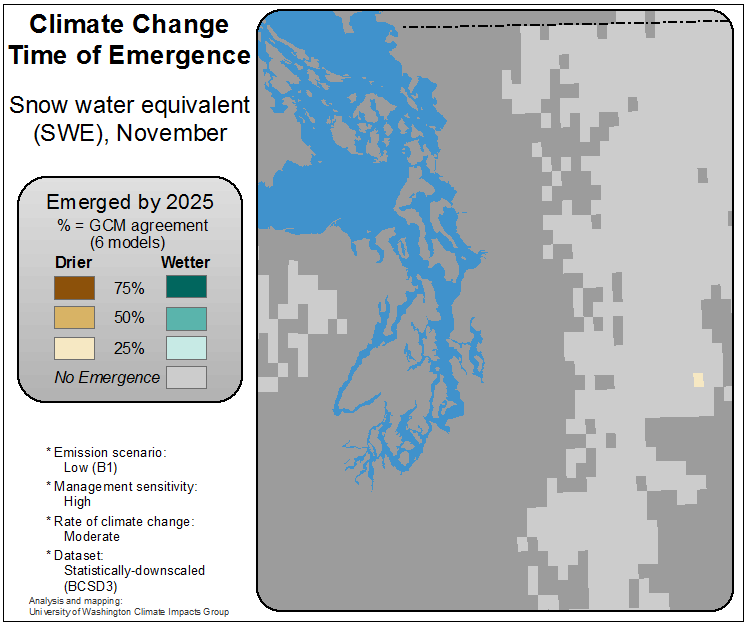 Climate Change
Time of Emergence
Snow water equivalent
(SWE), November
Emerged by 2025
% = GCM agreement
(6 models)
Drier Wetter
75%
50%
25%
No Emergence
* Emission scenario:
Low (B1)
* Management sensitivity:
High
* Rate of climate change:
Moderate
* Dataset:
Statistically-downscaled
(BCSD3)
Analysis and mapping:
University of Washington Climate Impacts Group